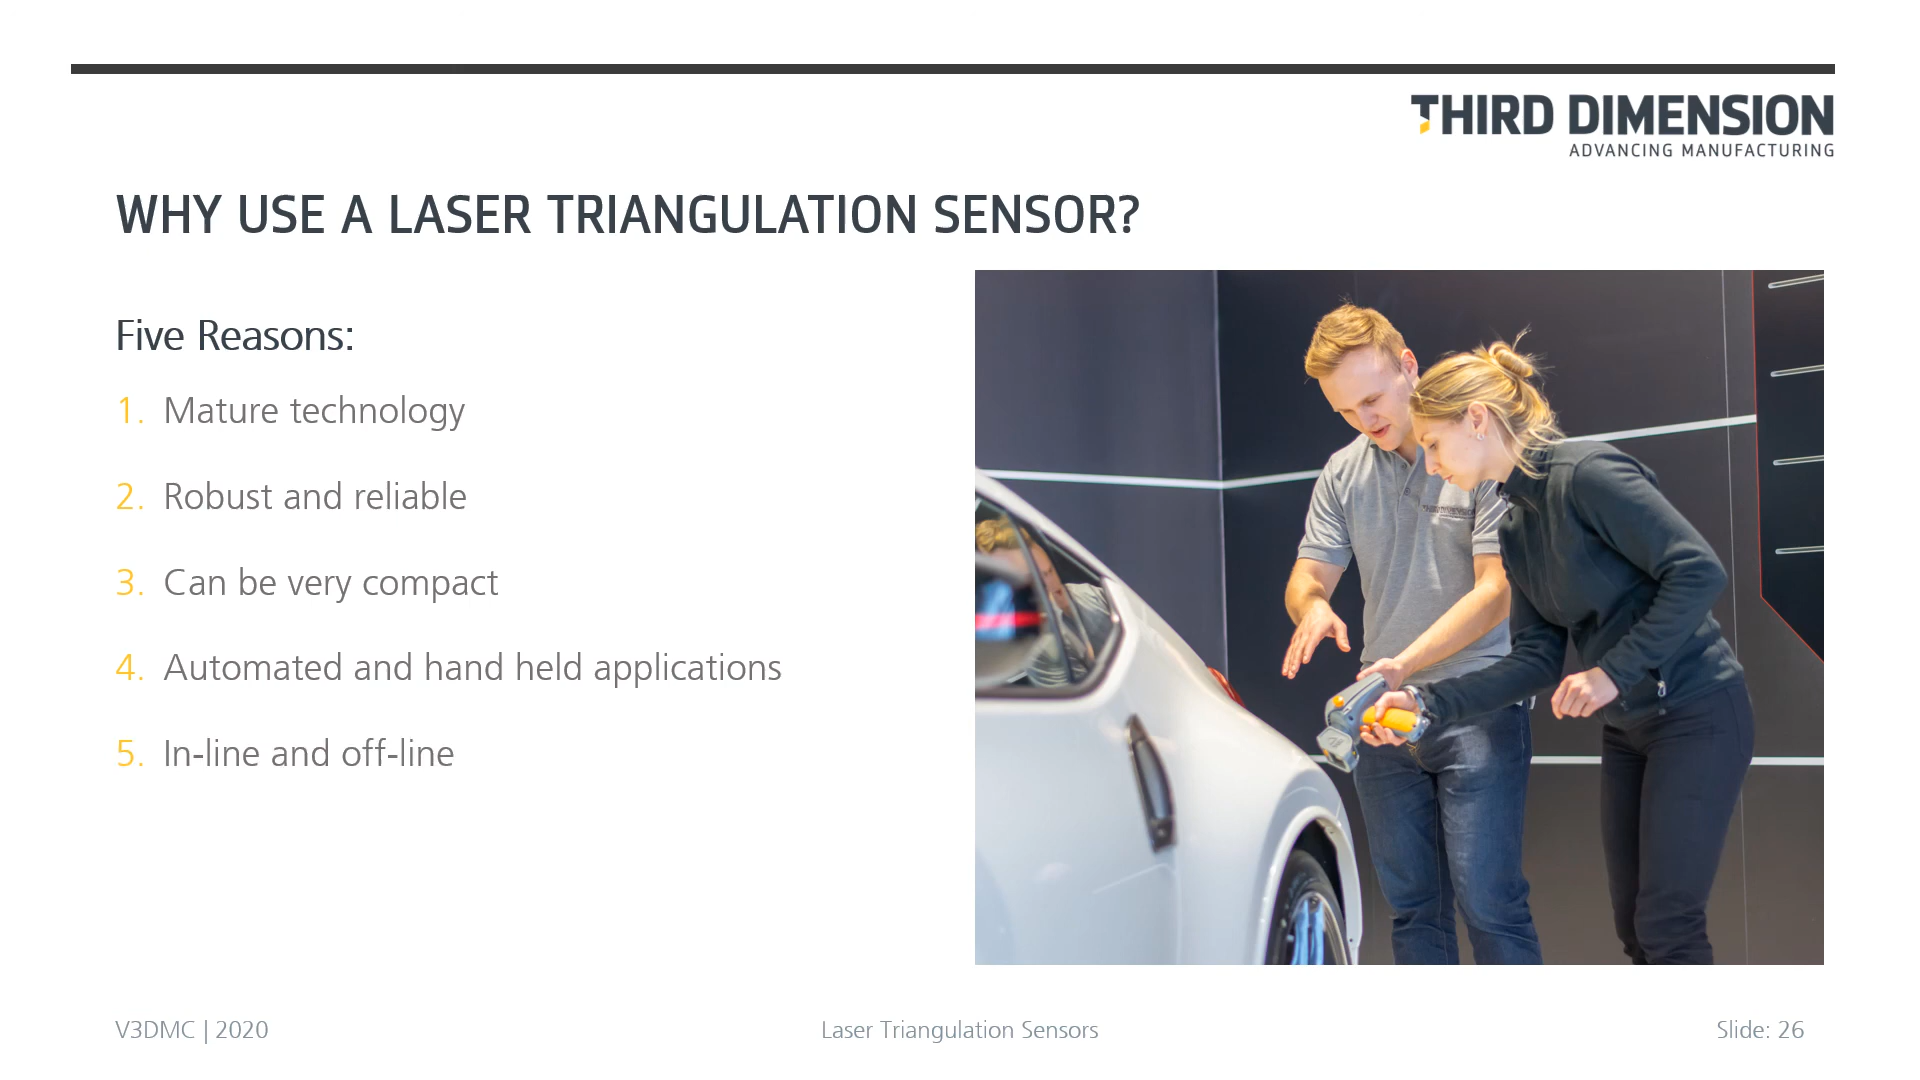 THIRD DIMENSION
ADVANCING MANUFACTURING
WHY USE A LASER TRIANGULATION SENSOR?
Five Reasons:
1. Mature technology
2. Robust and reliable
3. Can be very compact
4. Automated and hand held applications
5. In-line and off-line
THIRD DIMENSION
V3DMC | 2020
Laser Triangulation Sensors
Slide: 26